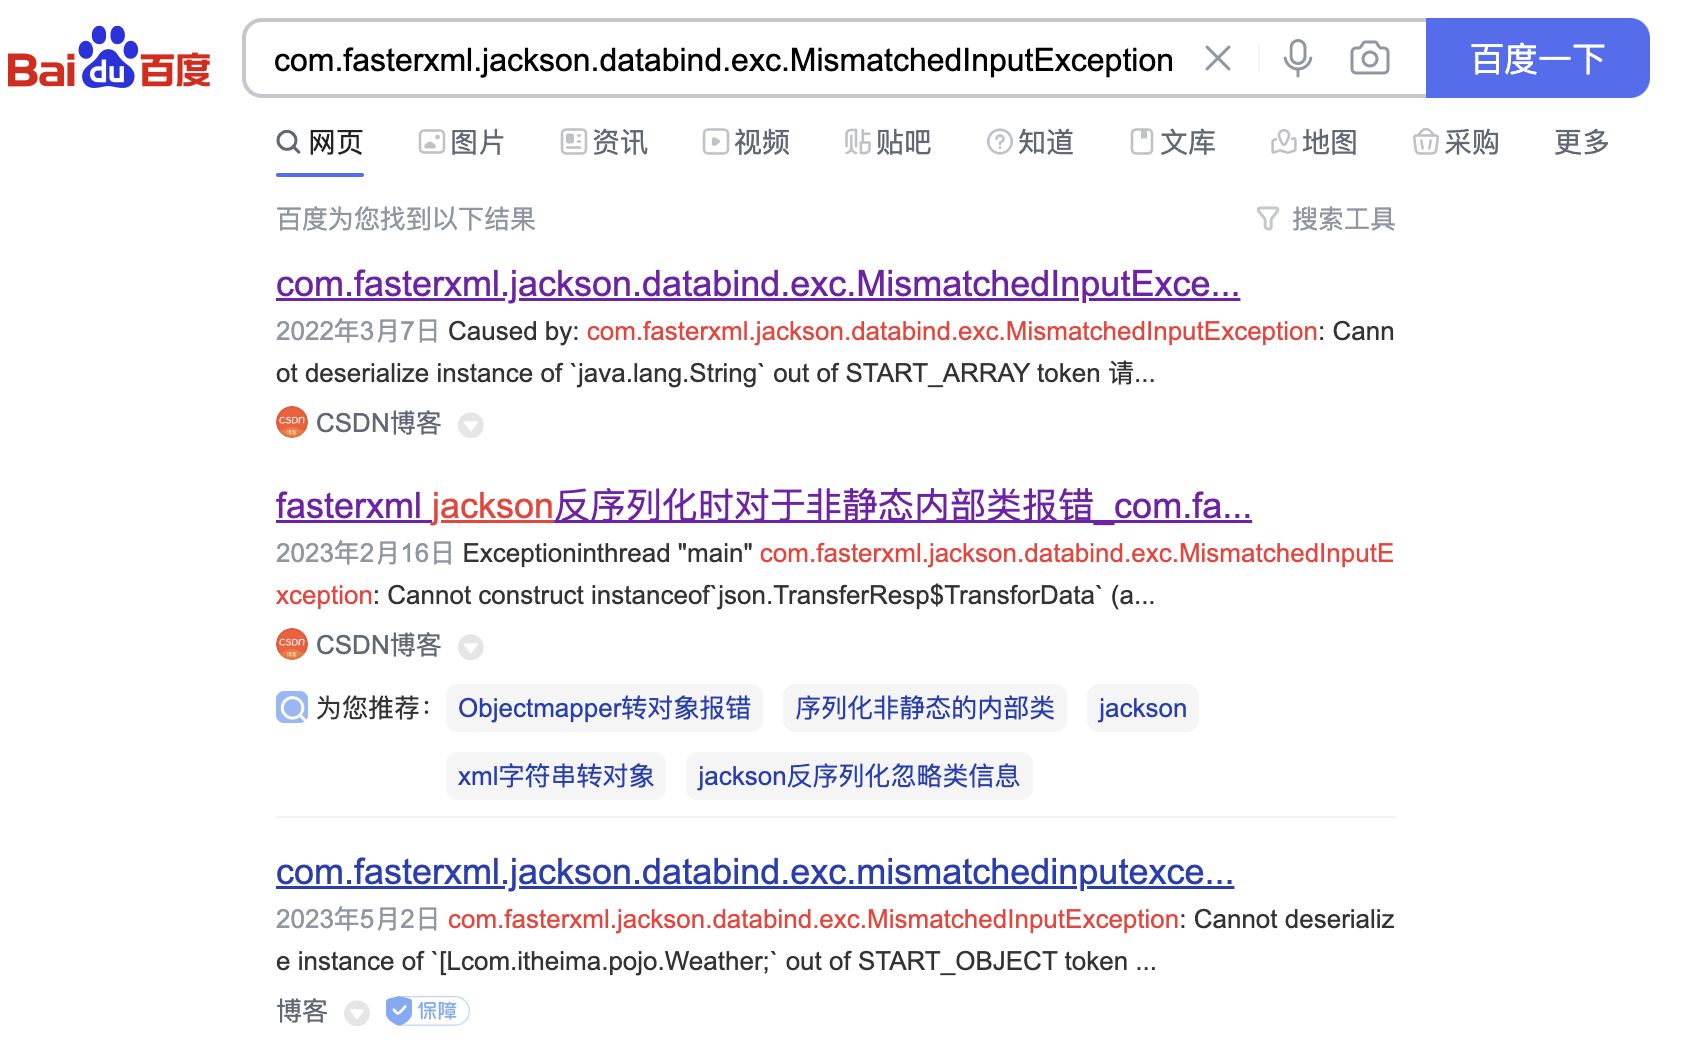 Baidu百度 com.fasterxml.jackson.databind.exc.MismatchedInputException 百度一下
网页 图片 资讯 视频 贴吧 知道 文库 地图 采购 更多
百度为您找到以下结果 搜索工具
com.fasterxml.jackson.databind.exc.MismatchedInputExce...
2022年3月7日 Caused by: com.fasterxml.jackson.databind.exc.MismatchedInputException: Cann
ot deserialize instance of `java.lang.String` out of START_ARRAY token 请...
CSDN博客
fasterxml jackson反序列化时对于非静态内部类报错_com.fa...
2023年2月16日 Exceptioninthread "main" com.fasterxml.jackson.databind.exc.MismatchedInputE
xception: Cannot construct instanceof`json.TransferResp$TransforData` (a...
CSDN博客
为您推荐： Objectmapper转对象报错 序列化非静态的内部类 jackson
xml字符串转对象 jackson反序列化忽略类信息
com.fasterxml.jackson.databind.exc.mismatchedinputexce...
2023年5月2日 com.fasterxml.jackson.databind.exc.MismatchedInputException: Cannot deserializ
e instance of `[Lcom.itheima.pojo.Weather;` out of START_OBJECT token ...
博客 保障